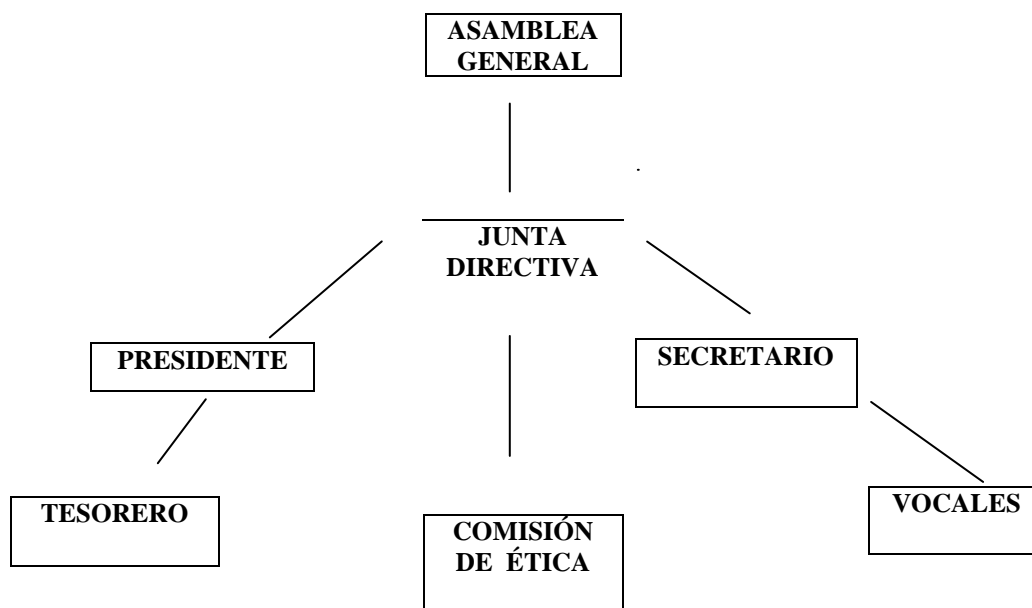 ASAMBLEA
GENERAL
JUNTA
DIRECTIVA
PRESIDENTE
SECRETARIO
TESORERO
COMISIÓN
DE ÉTICA
VOCALES